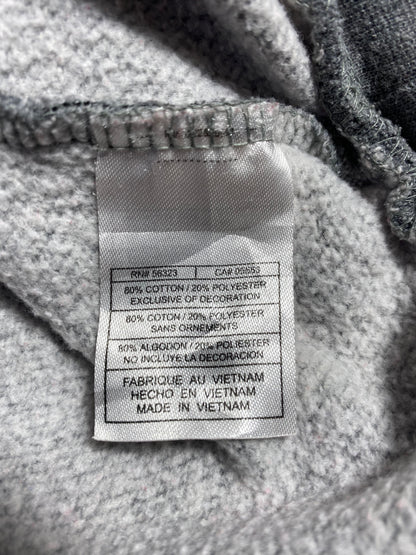 RN# 56323 CA# 05553
80% COTTON / 20% POLYESTER
EXCLUSIVE OF DECORATION
80% COTON / 20% POLYESTER
SANS ORNEMENTS
80% ALGODON / 20% POLIESTER
NO INCLUYE LA DECORACION
FABRIQUE AU VIETNAM
HECHO EN VIETNAM
MADE IN VIETNAM